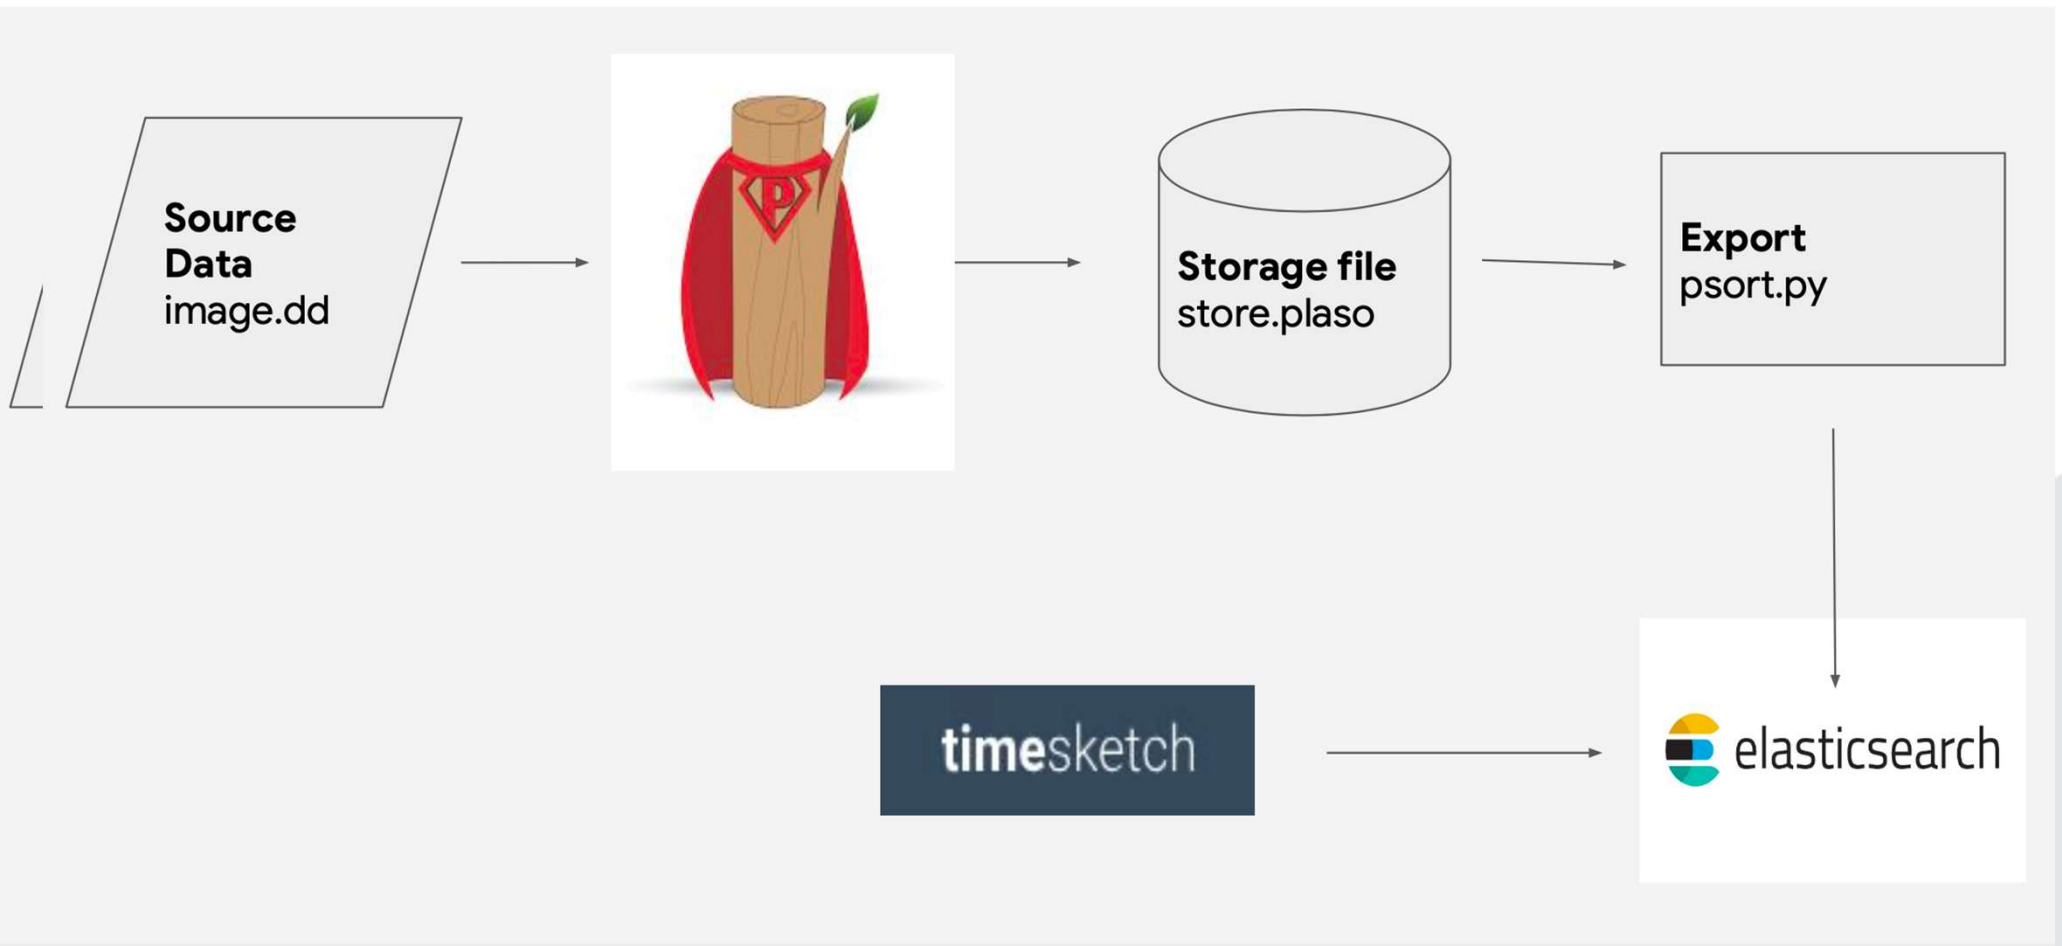 Source
Data
image.dd
P
Storage file
store.plaso
Export
psort.py
timesketch
elasticsearch